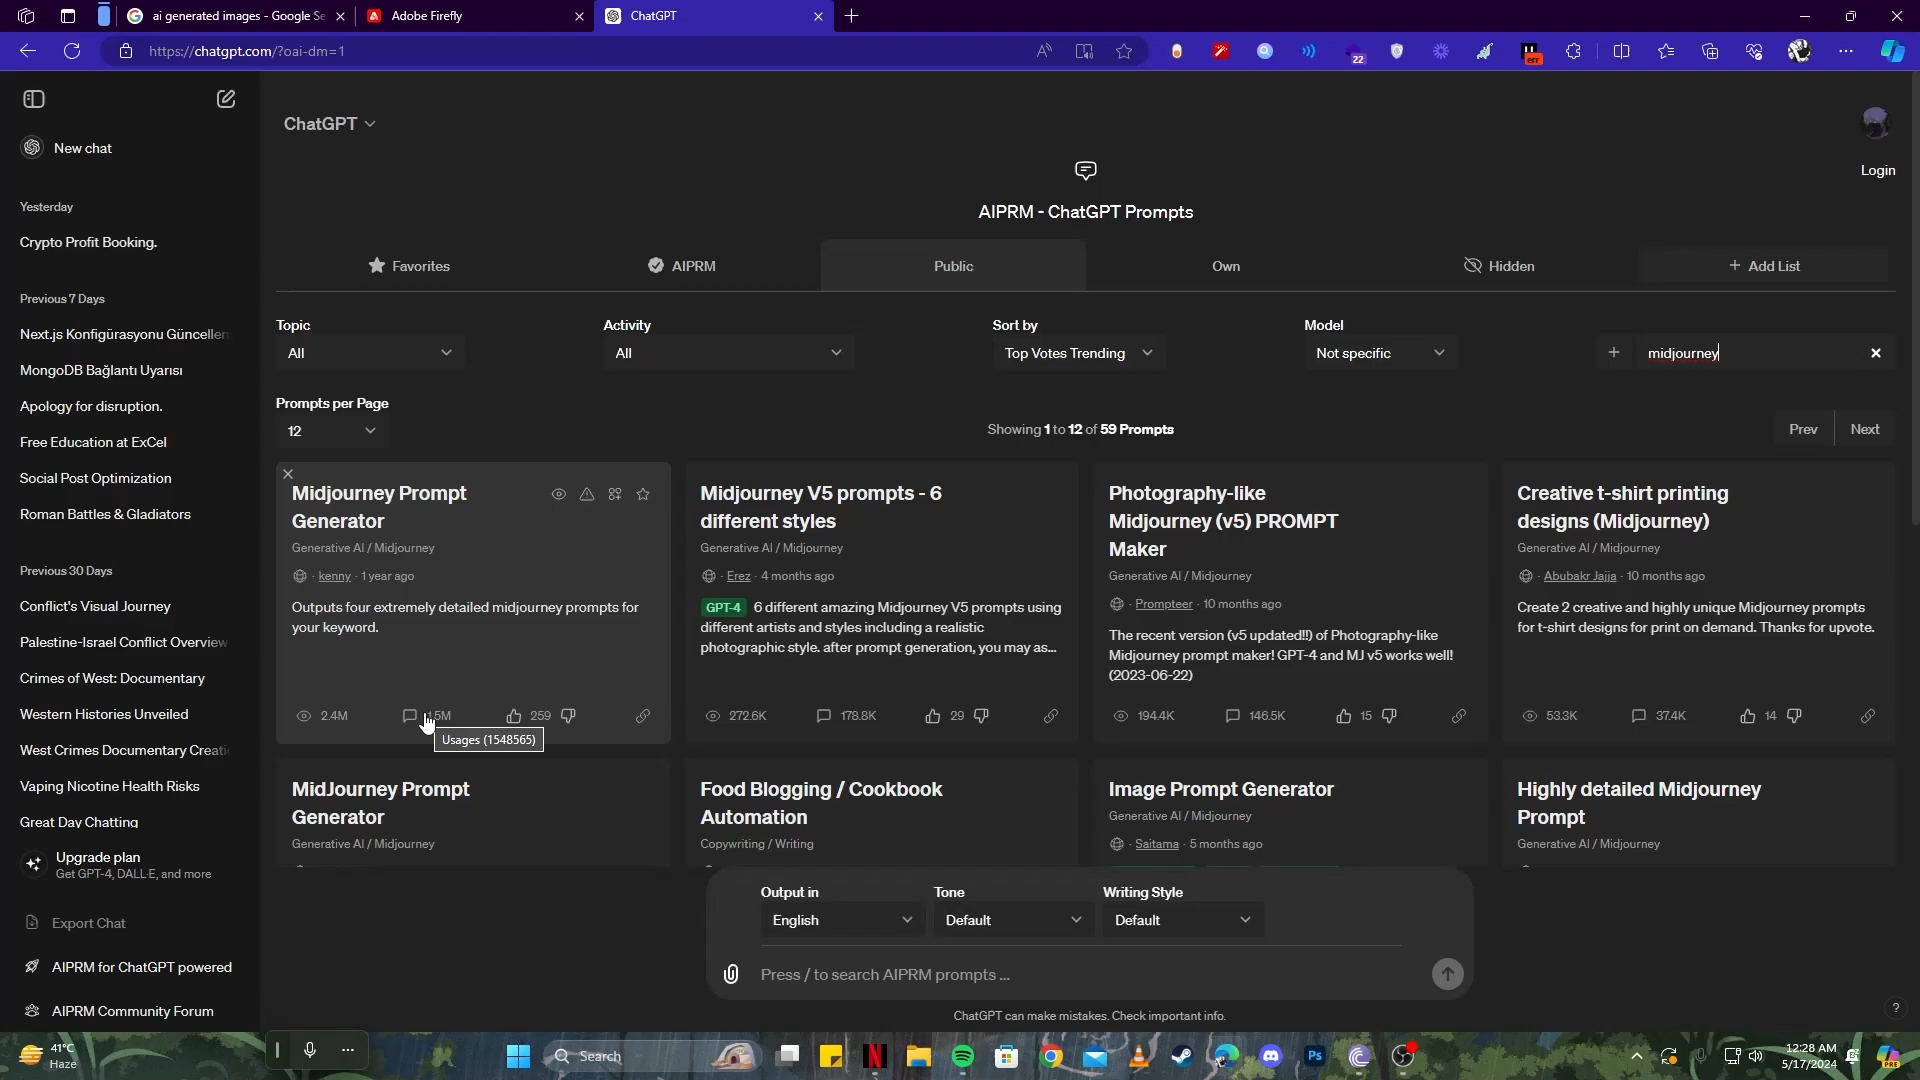 ai generated images - Google Se
Adobe Firefly
ChatGPT
https://chatgpt.com/?oai-dm=1
22
err
ChatGPT
New chat
Login
AIPRM - ChatGPT Prompts
Yesterday
Crypto Profit Booking.
Favorites
AIPRM
Public
Own
Hidden
+ Add List
Previous 7 Days
Next.js Konfigürasyonu Güncellen
MongoDB Bağlantı Uyarısı
Apology for disruption.
Free Education at ExCel
Social Post Optimization
Roman Battles & Gladiators
Topic
Activity
Sort by
Model
All
All
Top Votes Trending
Not specific
+
midjourney
Prompts per Page
12
Showing 1 to 12 of 59 Prompts
Prev
Next
Midjourney Prompt
Generator
Generative AI / Midjourney
· kenny · 1 year ago
Outputs four extremely detailed midjourney prompts for
your keyword.
2.4M
1.5M
259
Usages (1548565)
Midjourney V5 prompts - 6
different styles
Generative AI / Midjourney
· Erez · 4 months ago
GPT-4 6 different amazing Midjourney V5 prompts using
different artists and styles including a realistic
photographic style. after prompt generation, you may as...
272.6K
178.8K
29
Photography-like
Midjourney (v5) PROMPT
Maker
Generative AI / Midjourney
· Prompteer · 10 months ago
The recent version (v5 updated!!) of Photography-like
Midjourney prompt maker! GPT-4 and MJ v5 works well!
(2023-06-22)
194.4K
146.5K
15
Creative t-shirt printing
designs (Midjourney)
Generative AI / Midjourney
· Abubakr Jajja · 10 months ago
Create 2 creative and highly unique Midjourney prompts
for t-shirt designs for print on demand. Thanks for upvote.
53.3K
37.4K
14
Previous 30 Days
Conflict's Visual Journey
Palestine-Israel Conflict Overview
Crimes of West: Documentary
Western Histories Unveiled
West Crimes Documentary Creati
Vaping Nicotine Health Risks
Great Day Chatting
MidJourney Prompt
Generator
Generative AI / Midjourney
Food Blogging / Cookbook
Automation
Copywriting / Writing
Image Prompt Generator
Generative AI / Midjourney
· Saitama · 5 months ago
Highly detailed Midjourney
Prompt
Generative AI / Midjourney
Upgrade plan
Get GPT-4, DALL·E, and more
Export Chat
AIPRM for ChatGPT powered
AIPRM Community Forum
Output in
Tone
Writing Style
English
Default
Default
Press / to search AIPRM prompts ...
ChatGPT can make mistakes. Check important info.
?
41°C
Haze
Search
Ps
12:28 AM
5/17/2024
PRE